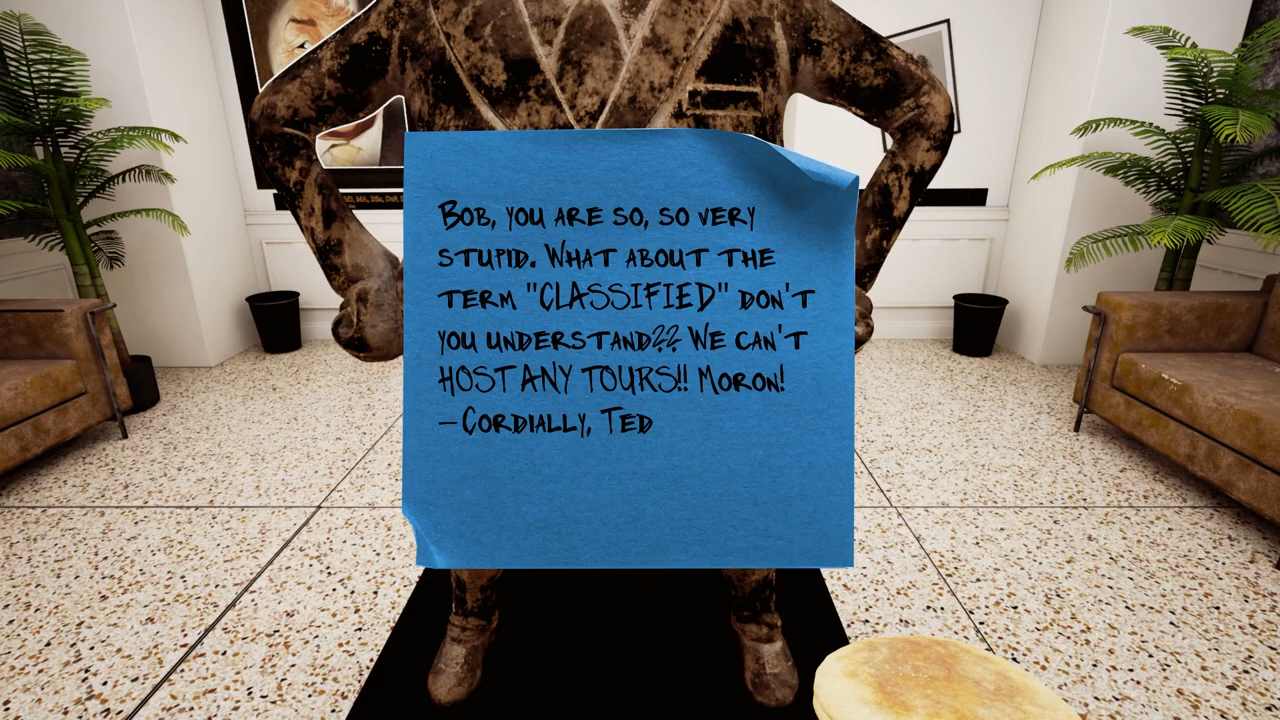 Bob, you are so, so very
stupid. What about the
term "CLASSIFIED" don't
you understand?? We can't
HOST ANY TOURS!! Moron!
– Cordially, Ted